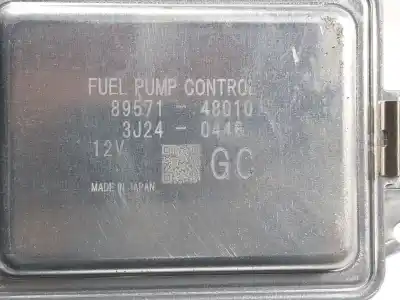 FUEL PUMP CONTROL
89571 - 48010
3J24 - 0446
12V GC
MADE IN JAPAN